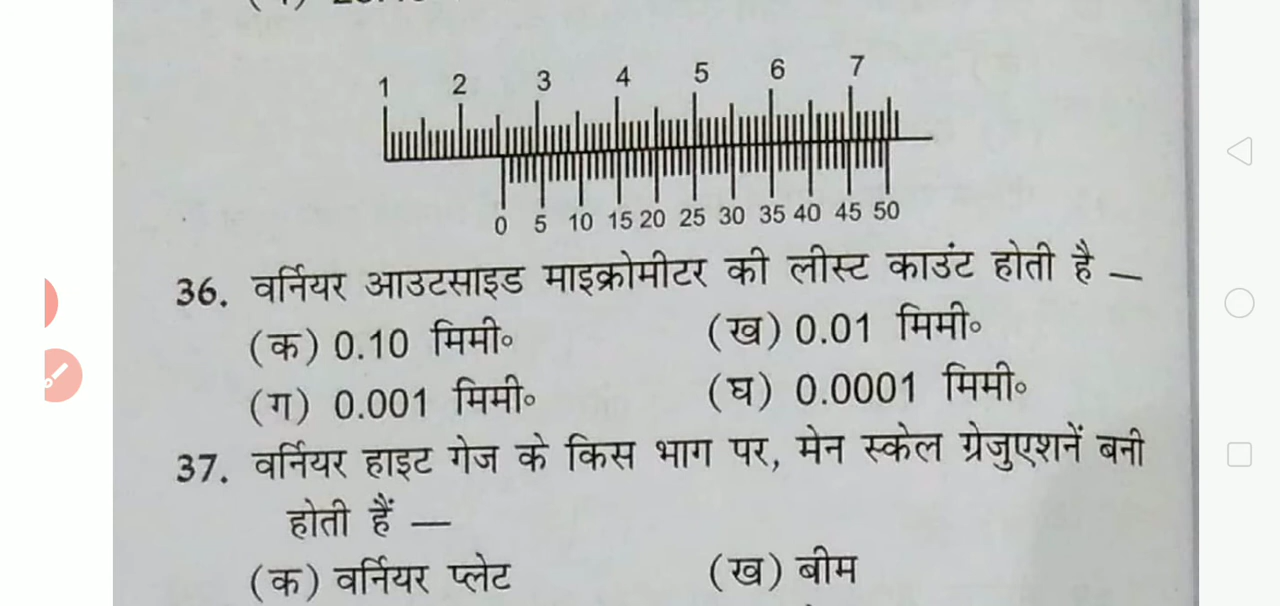 1 2 3 4 5 6 7
0 5 10 15 20 25 30 35 40 45 50
36. वर्नियर आउटसाइड माइक्रोमीटर की लीस्ट काउंट होती है —
(क) 0.10 मिमी० (ख) 0.01 मिमी०
(ग) 0.001 मिमी० (घ) 0.0001 मिमी०
37. वर्नियर हाइट गेज के किस भाग पर, मेन स्केल ग्रेजुएशनें बनी
होती हैं —
(क) वर्नियर प्लेट (ख) बीम